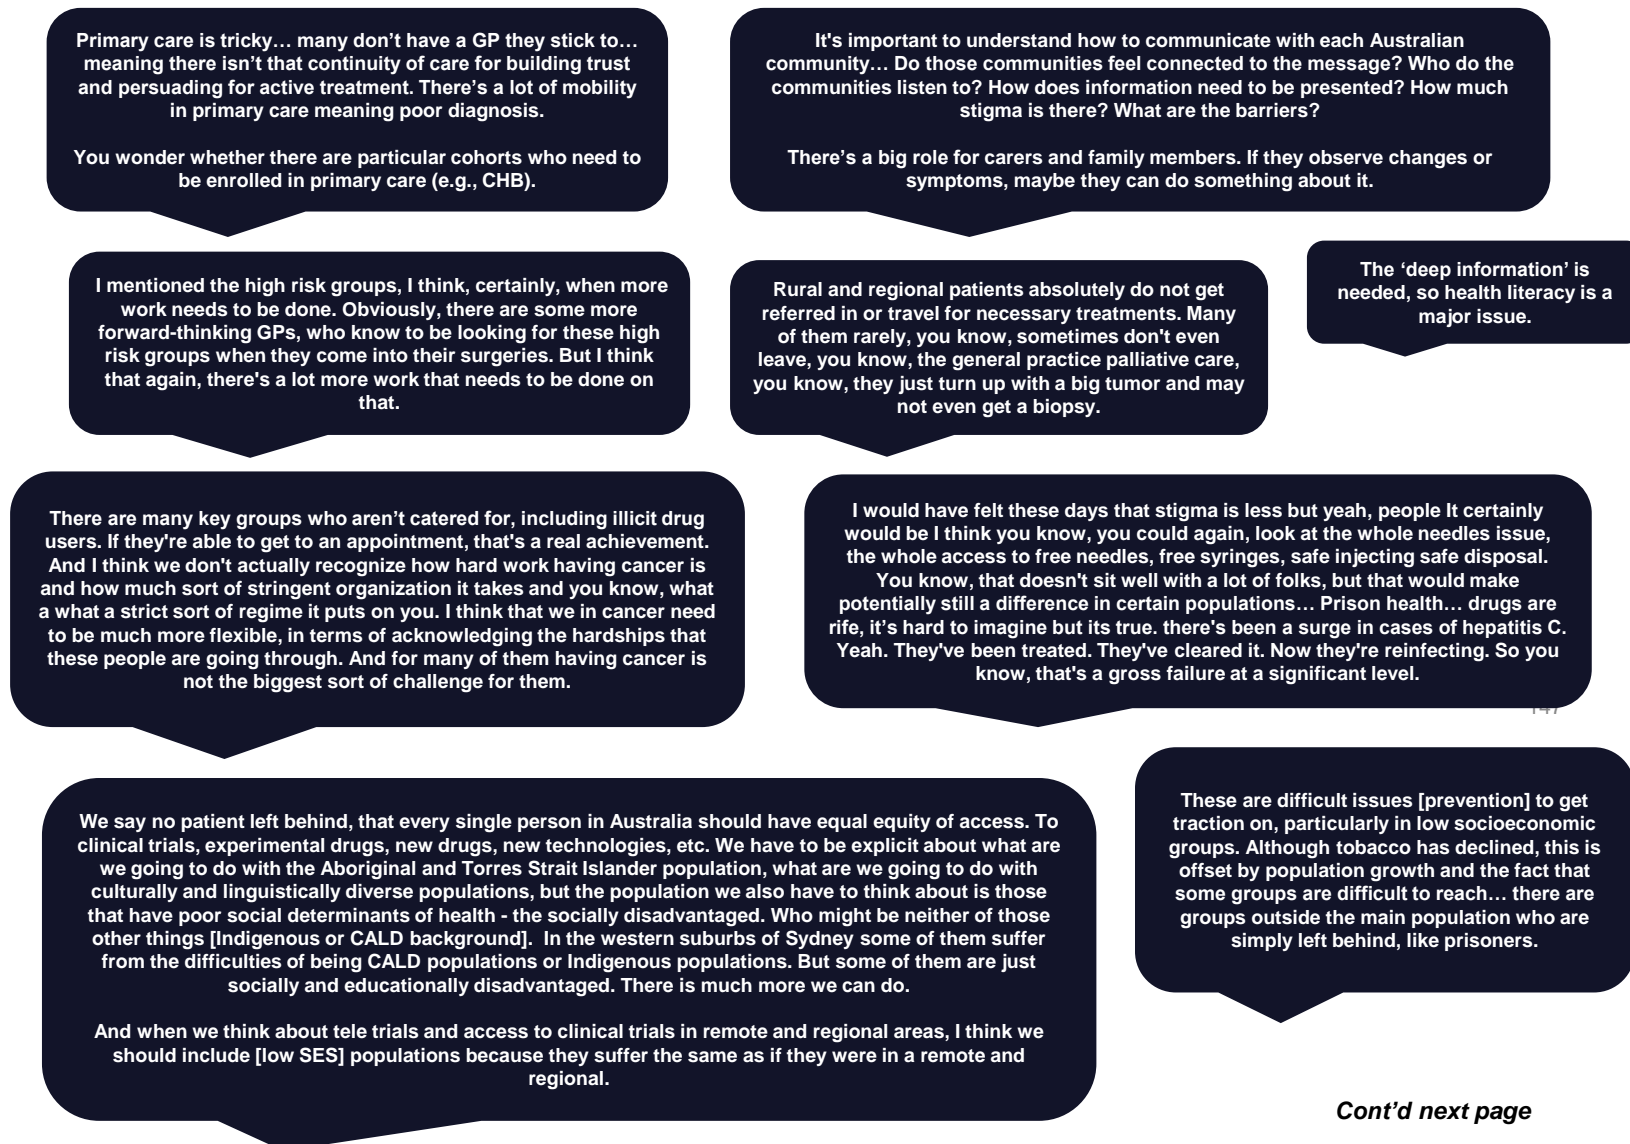 Primary care is tricky… many don’t have a GP they stick to…
meaning there isn’t that continuity of care for building trust
and persuading for active treatment. There’s a lot of mobility
in primary care meaning poor diagnosis.
You wonder whether there are particular cohorts who need to
be enrolled in primary care (e.g., CHB).
It's important to understand how to communicate with each Australian
community… Do those communities feel connected to the message? Who do the
communities listen to? How does information need to be presented? How much
stigma is there? What are the barriers?
There’s a big role for carers and family members. If they observe changes or
symptoms, maybe they can do something about it.
I mentioned the high risk groups, I think, certainly, when more
work needs to be done. Obviously, there are some more
forward-thinking GPs, who know to be looking for these high
risk groups when they come into their surgeries. But I think
that again, there's a lot more work that needs to be done on
that.
Rural and regional patients absolutely do not get
referred in or travel for necessary treatments. Many
of them rarely, you know, sometimes don't even
leave, you know, the general practice palliative care,
you know, they just turn up with a big tumor and may
not even get a biopsy.
The ‘deep information’ is
needed, so health literacy is a
major issue.
There are many key groups who aren’t catered for, including illicit drug
users. If they're able to get to an appointment, that's a real achievement.
And I think we don't actually recognize how hard work having cancer is
and how much sort of stringent organization it takes and you know, what
a what a strict sort of regime it puts on you. I think that we in cancer need
to be much more flexible, in terms of acknowledging the hardships that
these people are going through. And for many of them having cancer is
not the biggest sort of challenge for them.
I would have felt these days that stigma is less but yeah, people It certainly
would be I think you know, you could again, look at the whole needles issue,
the whole access to free needles, free syringes, safe injecting safe disposal.
You know, that doesn't sit well with a lot of folks, but that would make
potentially still a difference in certain populations… Prison health… drugs are
rife, it’s hard to imagine but its true. there's been a surge in cases of hepatitis C.
Yeah. They've been treated. They've cleared it. Now they're reinfecting. So you
know, that's a gross failure at a significant level.
We say no patient left behind, that every single person in Australia should have equal equity of access. To
clinical trials, experimental drugs, new drugs, new technologies, etc. We have to be explicit about what are
we going to do with the Aboriginal and Torres Strait Islander population, what are we going to do with
culturally and linguistically diverse populations, but the population we also have to think about is those
that have poor social determinants of health - the socially disadvantaged. Who might be neither of those
other things [Indigenous or CALD background].  In the western suburbs of Sydney some of them suffer
from the difficulties of being CALD populations or Indigenous populations. But some of them are just
socially and educationally disadvantaged. There is much more we can do.
And when we think about tele trials and access to clinical trials in remote and regional areas, I think we
should include [low SES] populations because they suffer the same as if they were in a remote and
regional.
These are difficult issues [prevention] to get
traction on, particularly in low socioeconomic
groups. Although tobacco has declined, this is
offset by population growth and the fact that
some groups are difficult to reach… there are
groups outside the main population who are
simply left behind, like prisoners.
Cont’d next page